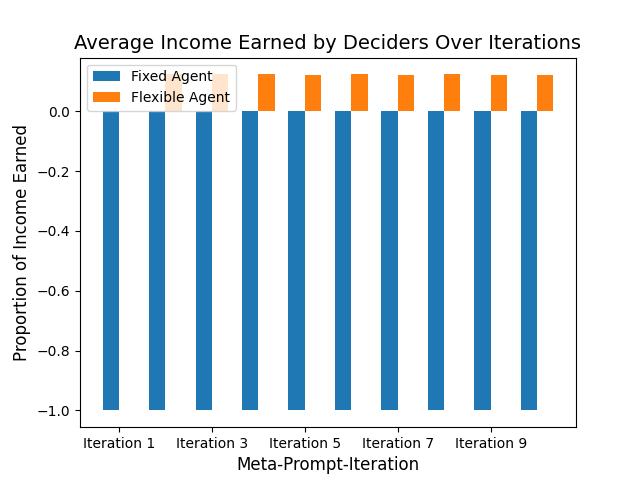 Average Income Earned by Deciders Over Iterations
Fixed Agent
Flexible Agent
Proportion of Income Earned
0.0
−0.2
−0.4
−0.6
−0.8
−1.0
Iteration 1 Iteration 3 Iteration 5 Iteration 7 Iteration 9
Meta-Prompt-Iteration